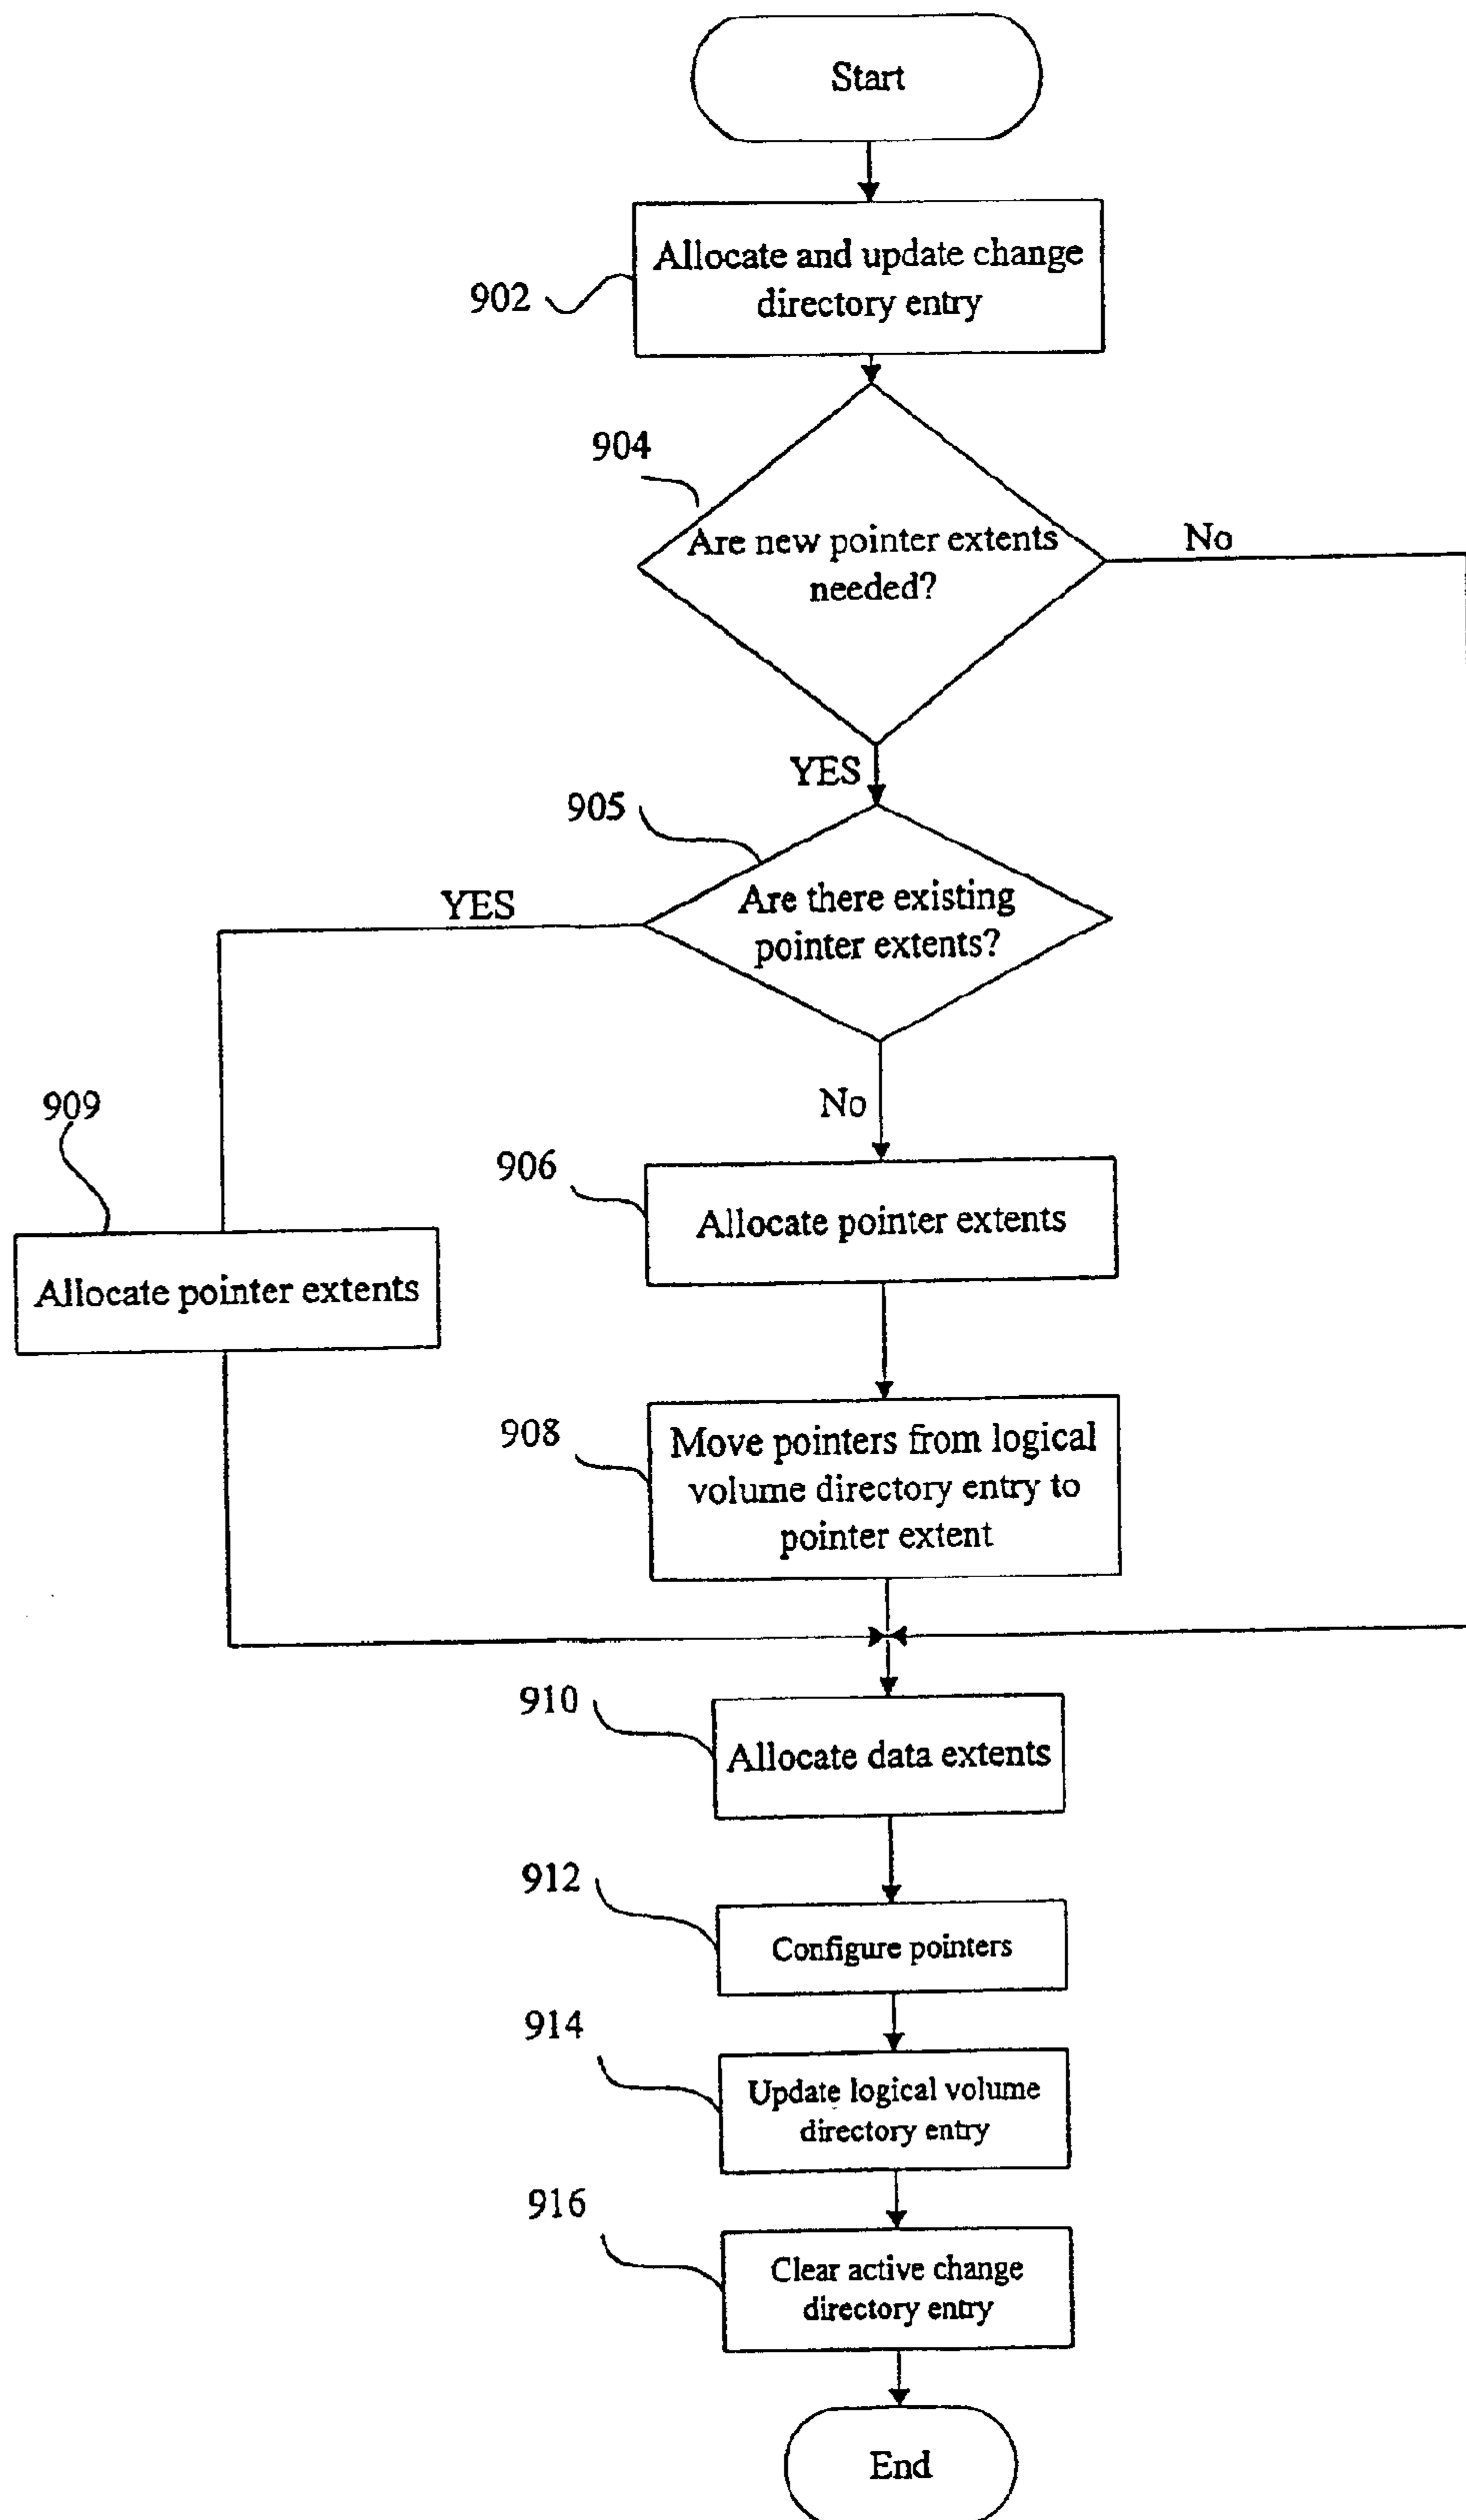 Start
Allocate and update change
directory entry
902
904
Are new pointer extents
needed?
No
YES
905
Are there existing
pointer extents?
YES
No
909
906
Allocate pointer extents
Allocate pointer extents
908
Move pointers from logical
volume directory entry to
pointer extent
910
Allocate data extents
912
Configure pointers
914
Update logical volume
directory entry
916
Clear active change
directory entry
End